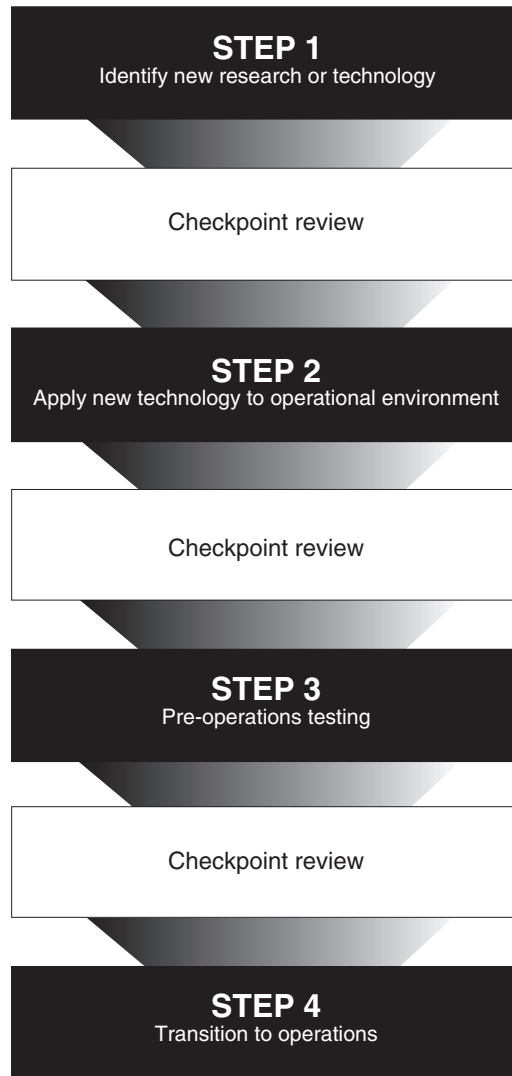 STEP 1
Identify new research or technology
Checkpoint review
STEP 2
Apply new technology to operational environment
Checkpoint review
STEP 3
Pre-operations testing
Checkpoint review
STEP 4
Transition to operations